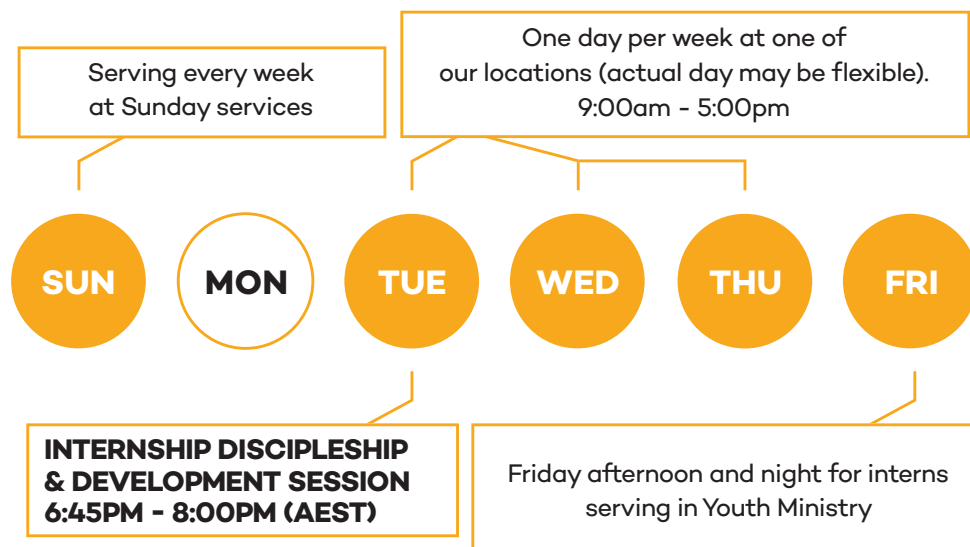 Serving every week
at Sunday services
One day per week at one of
our locations (actual day may be flexible).
9:00am - 5:00pm
SUN
MON
TUE
WED
THU
FRI
INTERNSHIP DISCIPLESHIP
& DEVELOPMENT SESSION
6:45PM - 8:00PM (AEST)
Friday afternoon and night for interns
serving in Youth Ministry